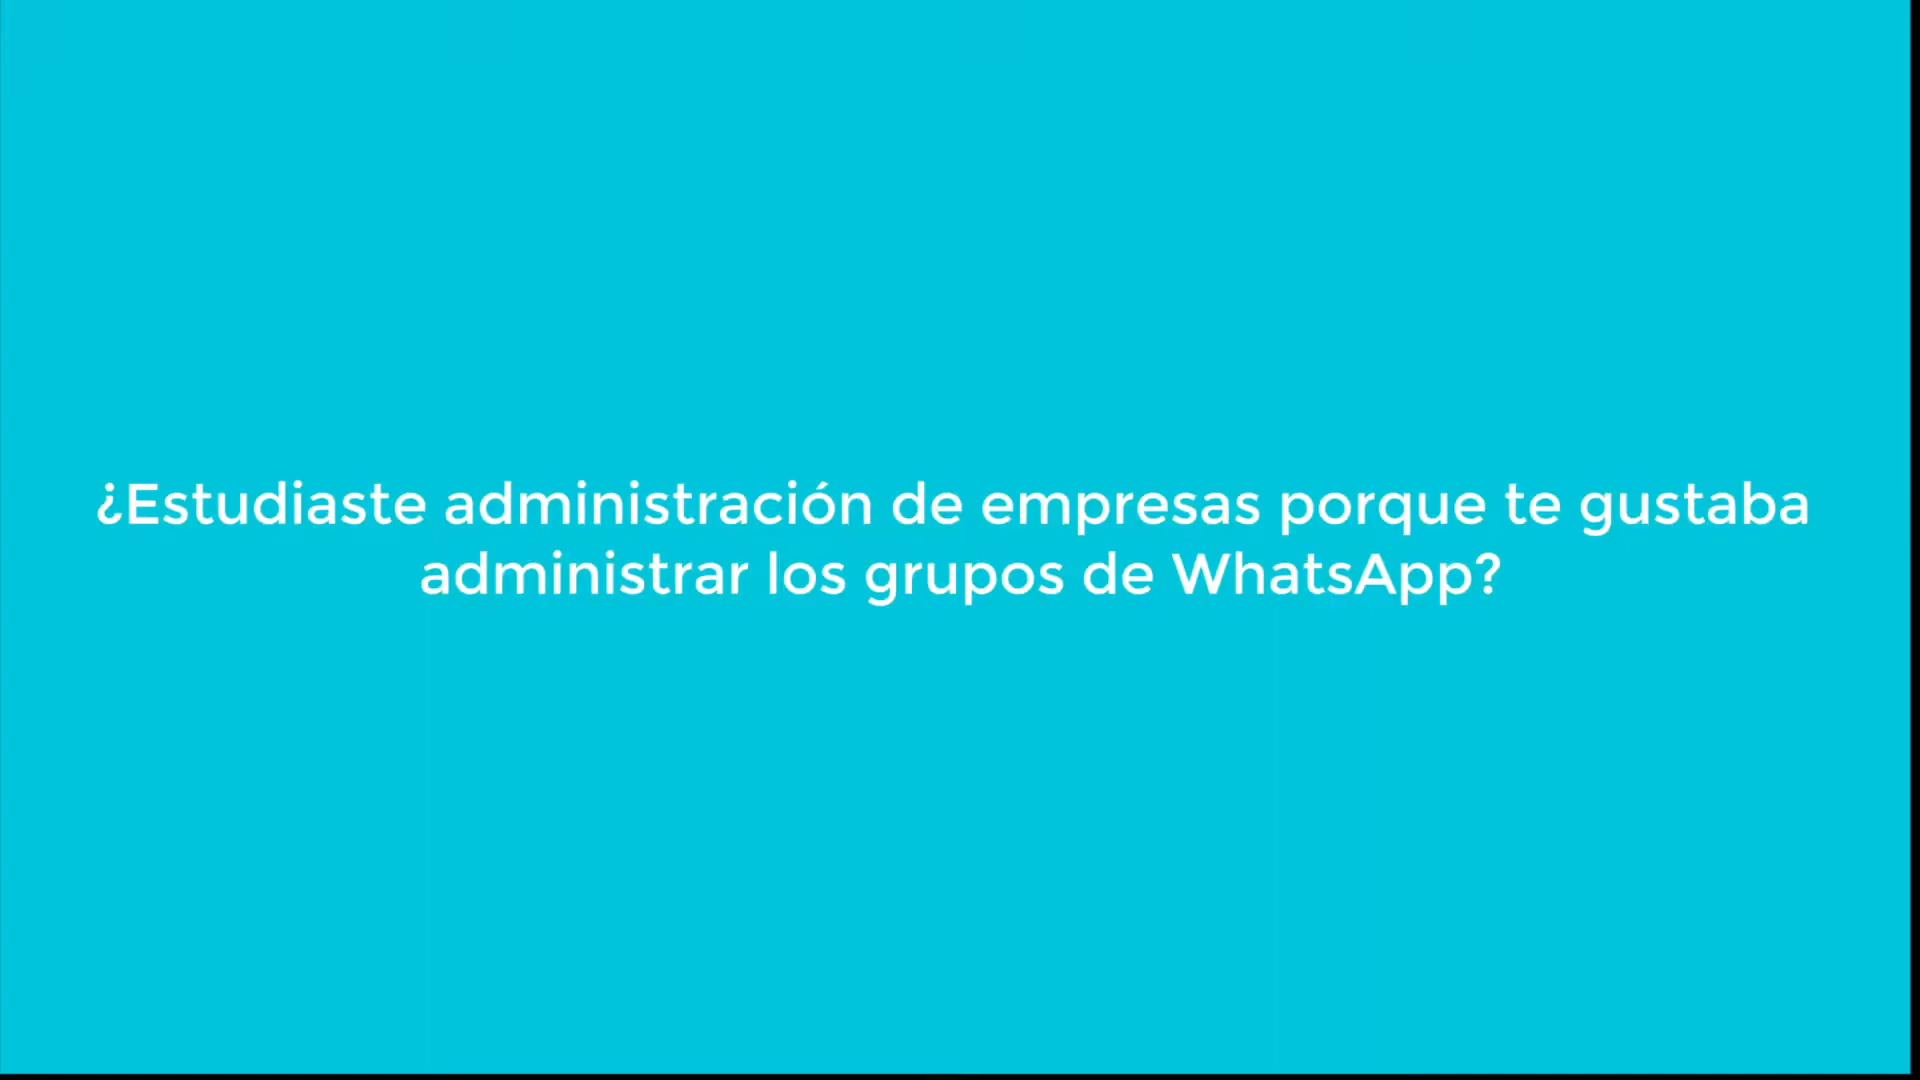 ¿Estudiaste administración de empresas porque te gustaba
administrar los grupos de WhatsApp?